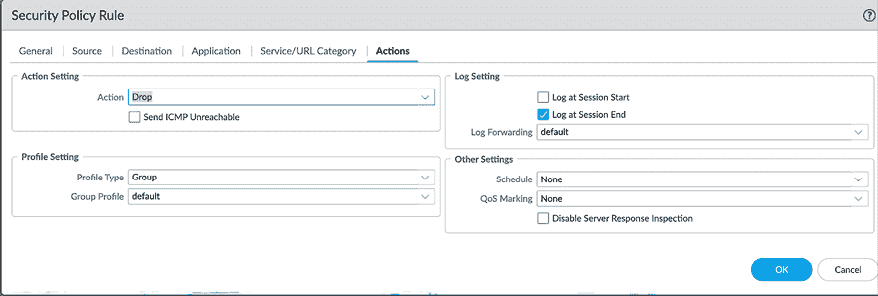 Security Policy Rule
General Source Destination Application Service/URL Category Actions
Action Setting
Action Drop
Send ICMP Unreachable
Profile Setting
Profile Type Group
Group Profile default
Log Setting
Log at Session Start
Log at Session End
Log Forwarding default
Other Settings
Schedule None
QoS Marking None
Disable Server Response Inspection
OK Cancel